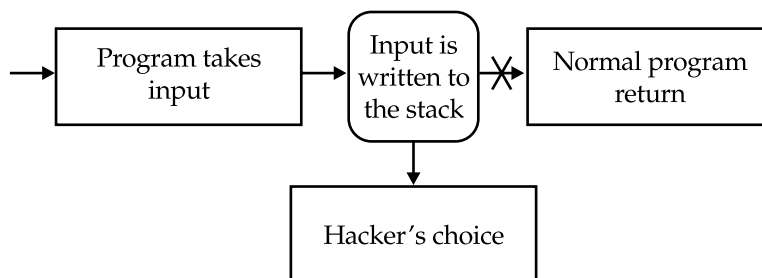 Program takes
input
Input is
written to
the stack
Normal program
return
Hacker's choice